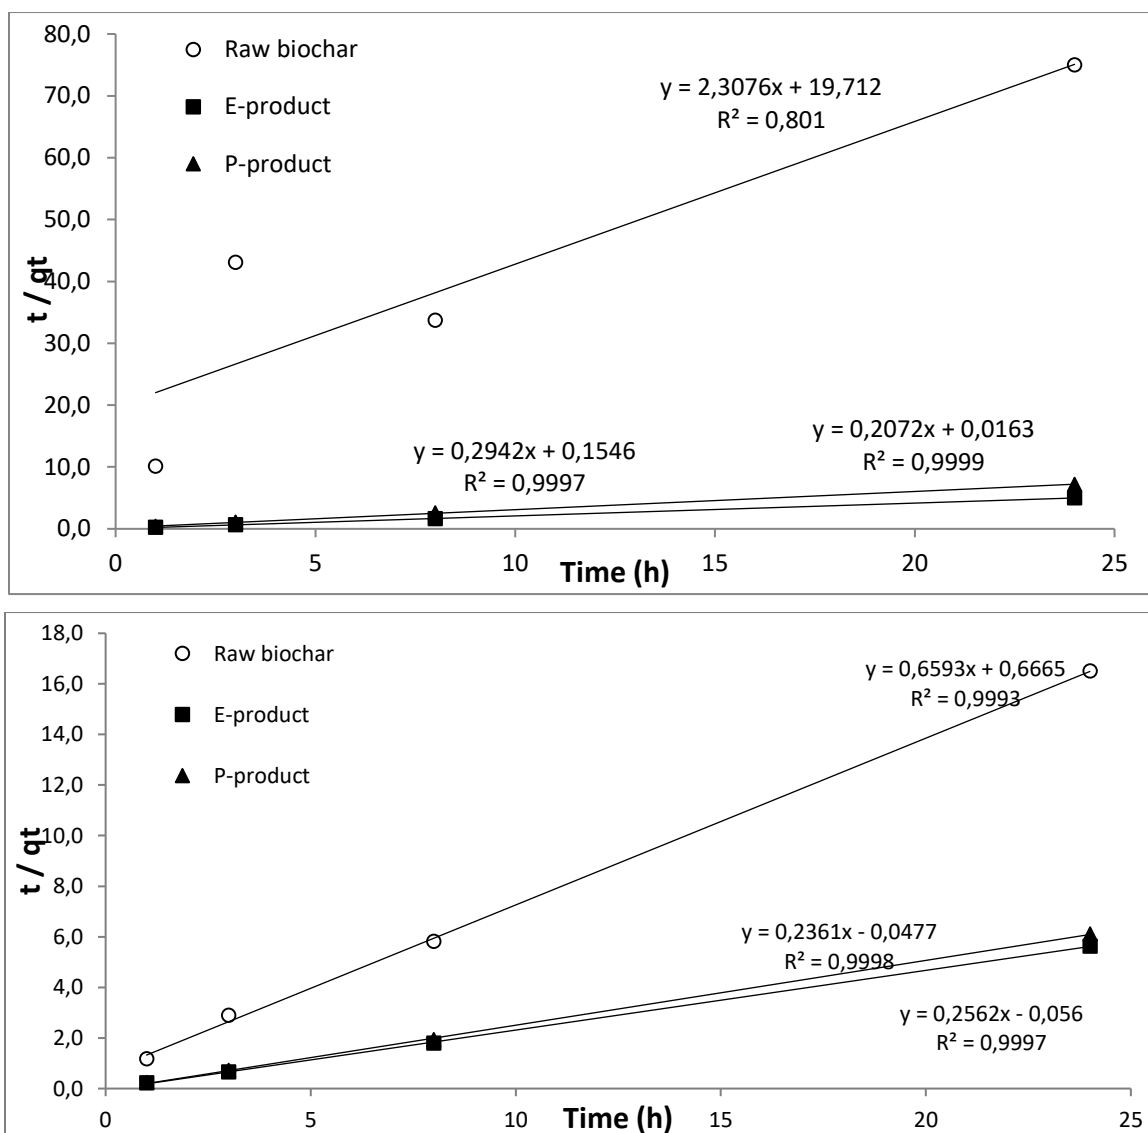 80,0
70,0
60,0
50,0
40,0
30,0
20,0
10,0
0,0
t / qt
Raw biochar
E-product
P-product
y = 2,3076x + 19,712
R² = 0,801
y = 0,2942x + 0,1546
R² = 0,9997
y = 0,2072x + 0,0163
R² = 0,9999
0 5 10 15 20 25
Time (h)
18,0
16,0
14,0
12,0
10,0
8,0
6,0
4,0
2,0
0,0
t / qt
Raw biochar
E-product
P-product
y = 0,6593x + 0,6665
R² = 0,9993
y = 0,2361x - 0,0477
R² = 0,9998
y = 0,2562x - 0,056
R² = 0,9997
0 5 10 15 20 25
Time (h)